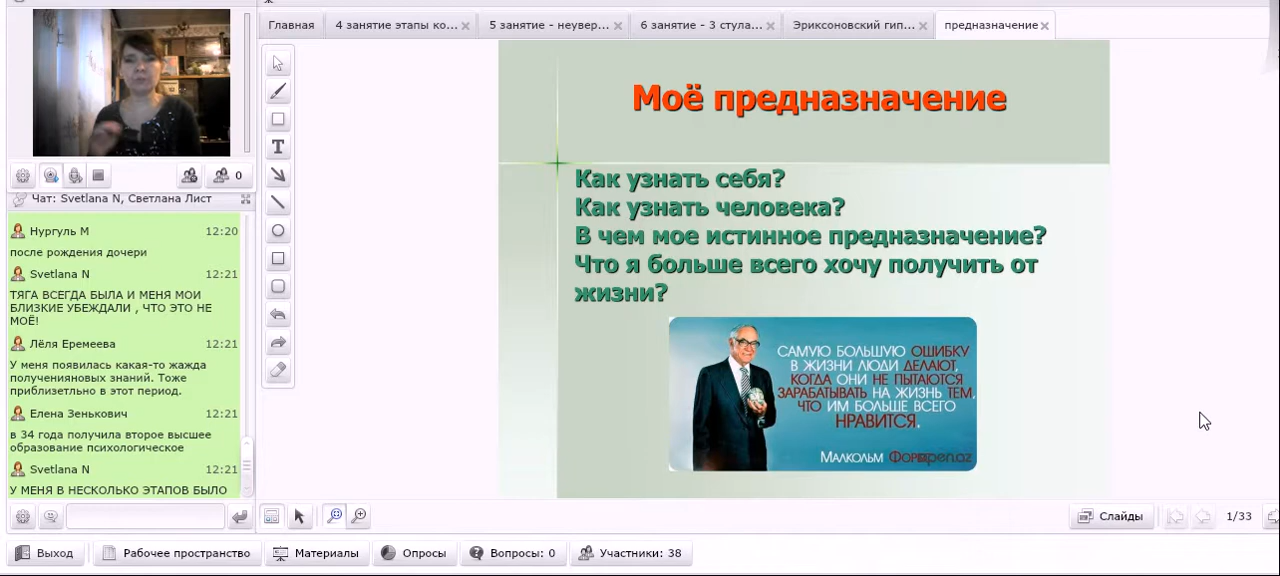 Главная
4 занятие этапы ко...
5 занятие - неувер...
6 занятие - 3 стула...
Эриксоновский гип...
предназначение
0
Чат: Svetlana N, Светлана Лист
Нургуль М 12:20
после рождения дочери
Svetlana N 12:21
ТЯГА ВСЕГДА БЫЛА И МЕНЯ МОИ
БЛИЗКИЕ УБЕЖДАЛИ , ЧТО ЭТО НЕ
МОЁ!
Лёля Еремеева 12:21
У меня появилась какая-то жажда
полученияновых знаний. Тоже
приблизетльно в этот период.
Елена Зенькович 12:21
в 34 года получила второе высшее
образование психологическое
Svetlana N 12:21
У МЕНЯ В НЕСКОЛЬКО ЭТАПОВ БЫЛО
T
Моё предназначение
Как узнать себя?
Как узнать человека?
В чем мое истинное предназначение?
Что я больше всего хочу получить от
жизни?
САМУЮ БОЛЬШУЮ ОШИБКУ
В ЖИЗНИ ЛЮДИ ДЕЛАЮТ,
КОГДА ОНИ НЕ ПЫТАЮТСЯ
ЗАРАБАТЫВАТЬ НА ЖИЗНЬ ТЕМ,
ЧТО ИМ БОЛЬШЕ ВСЕГО
НРАВИТСЯ.
МАЛКОЛЬМ
Слайды
1/33
Выход
Рабочее пространство
Материалы
Опросы
Вопросы: 0
Участники: 38